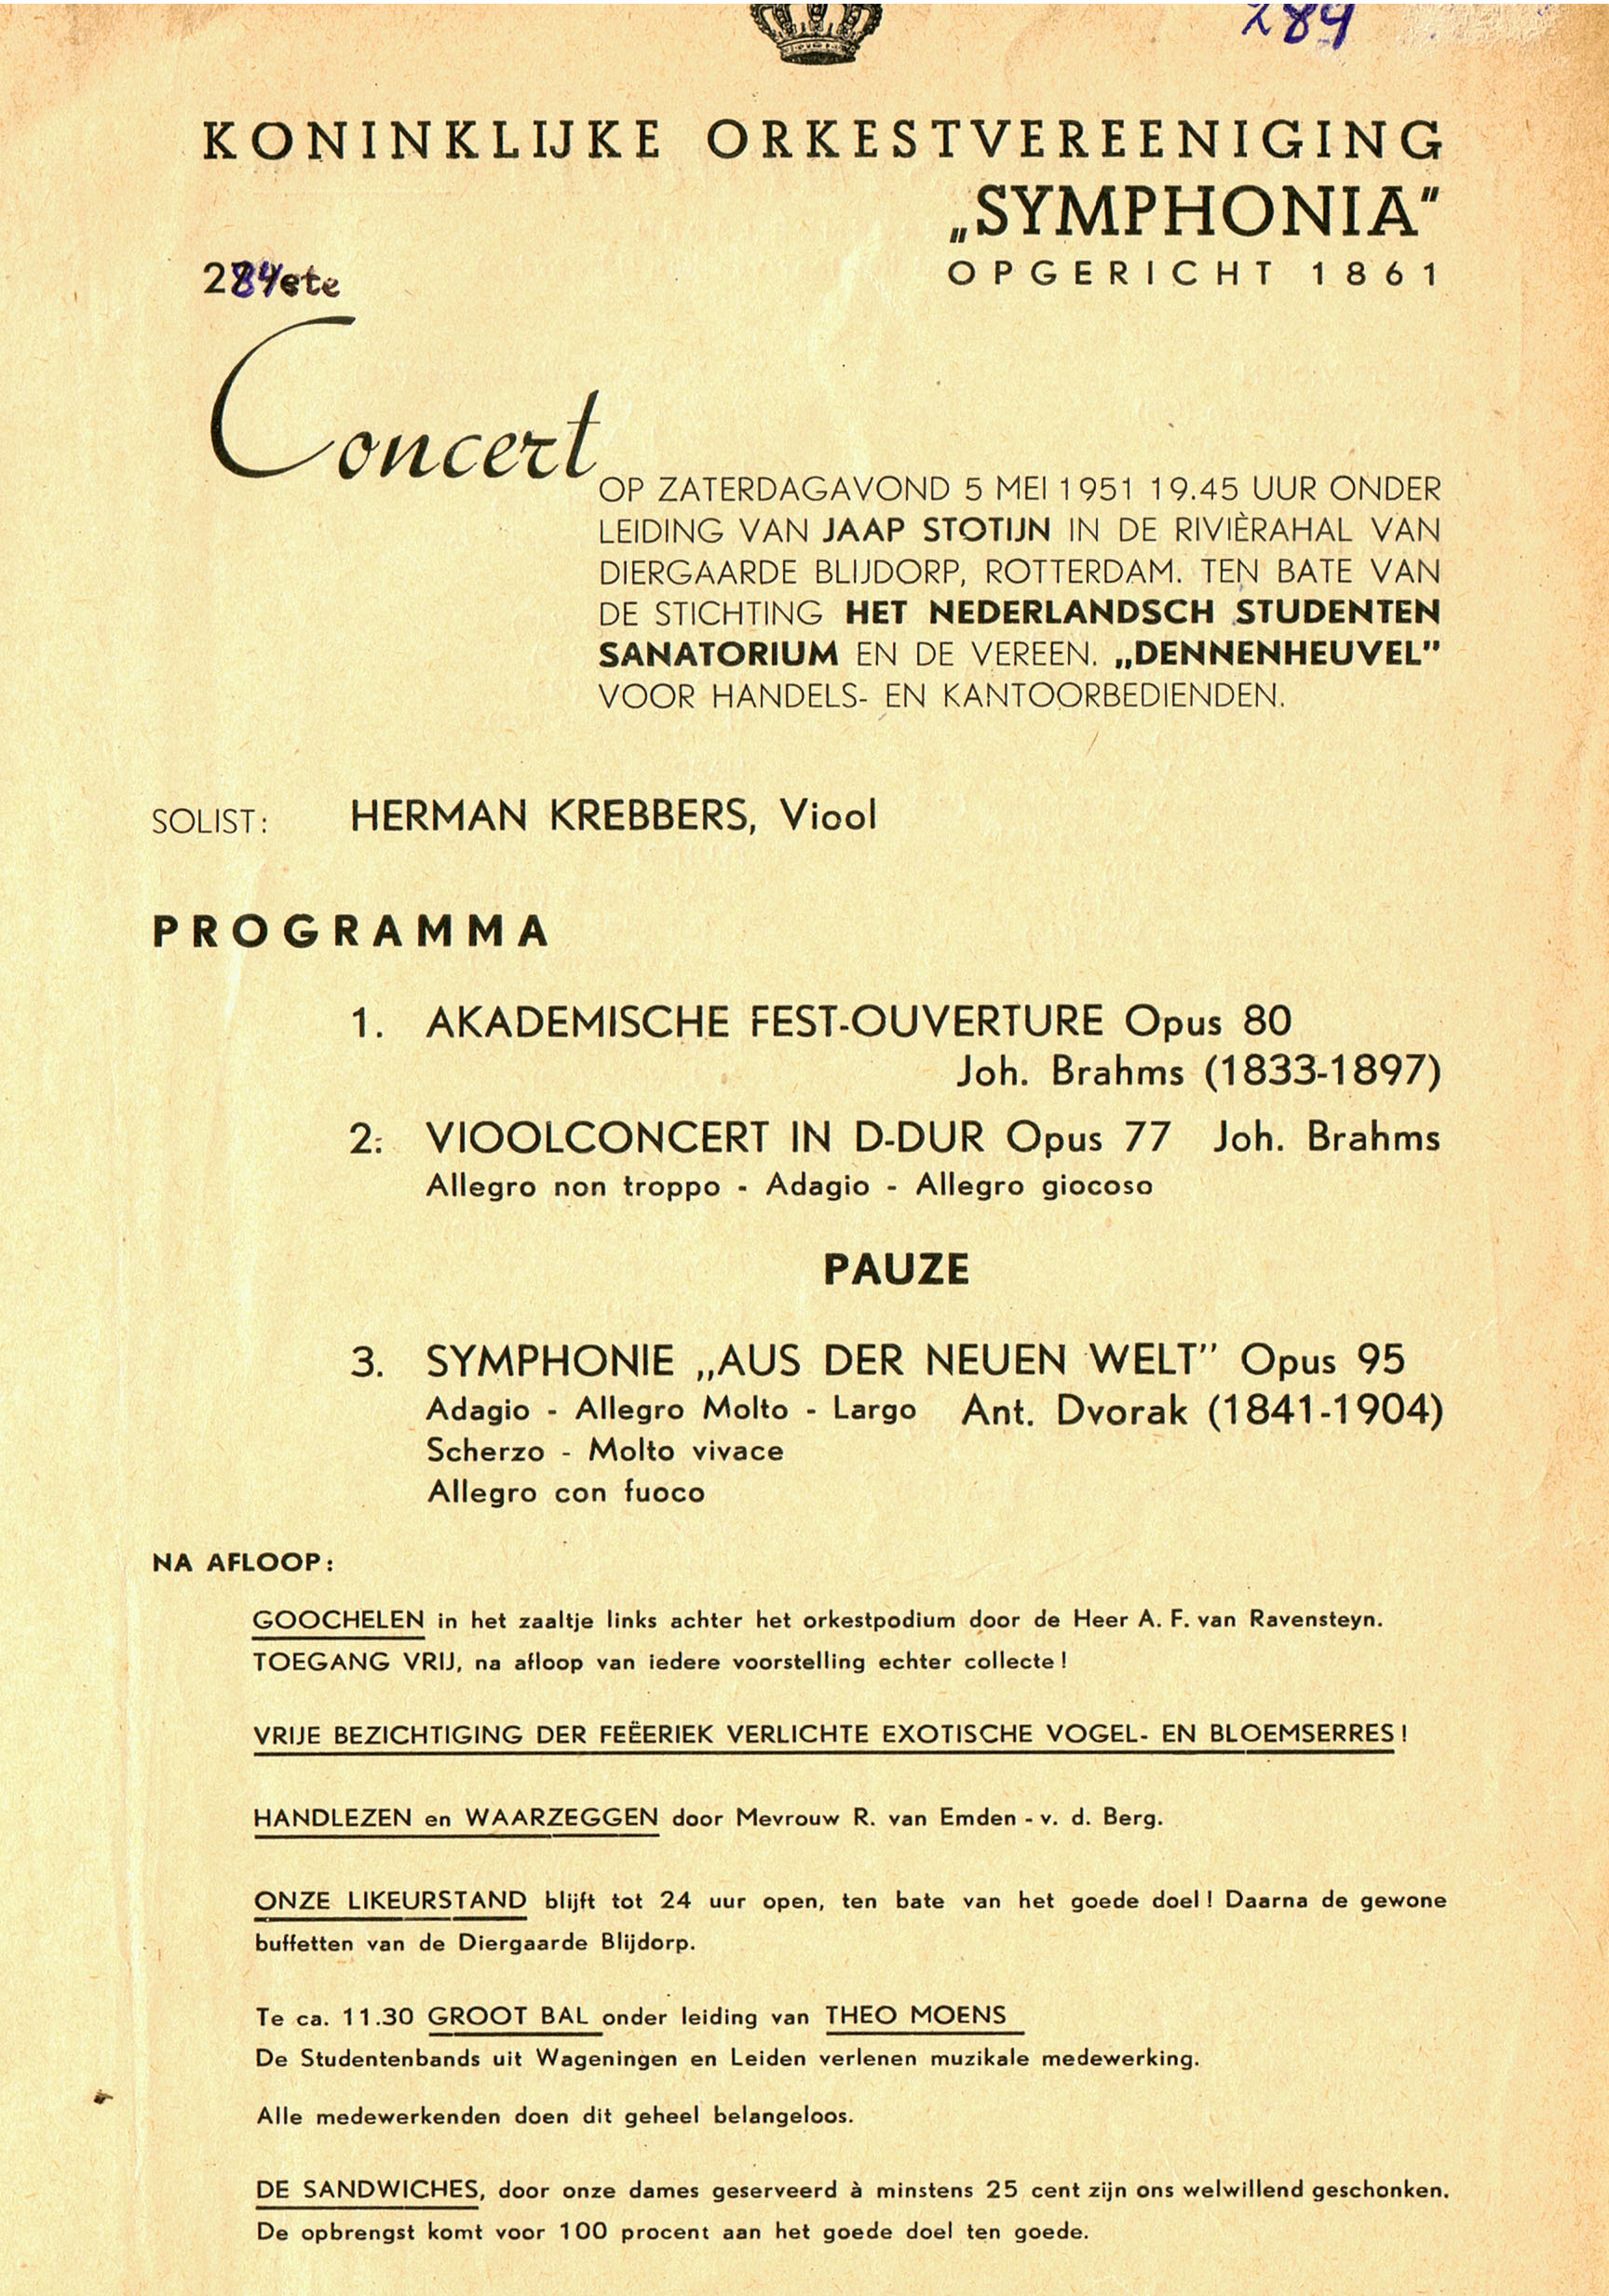 284
KONINKLIJKE ORKESTVEREENIGING
„SYMPHONIA”
OPGERICHT 1861
284ste
Concert
OP ZATERDAGAVOND 5 MEI 1951 19.45 UUR ONDER
LEIDING VAN JAAP STOTIJN IN DE RIVIÈRAHAL VAN
DIERGAARDE BLIJDORP, ROTTERDAM. TEN BATE VAN
DE STICHTING HET NEDERLANDSCH STUDENTEN
SANATORIUM EN DE VEREEN. „DENNENHEUVEL”
VOOR HANDELS- EN KANTOORBEDIENDEN.
SOLIST: HERMAN KREBBERS, Viool
PROGRAMMA
1. AKADEMISCHE FEST-OUVERTURE Opus 80
Joh. Brahms (1833-1897)
2. VIOOLCONCERT IN D-DUR Opus 77 Joh. Brahms
Allegro non troppo - Adagio - Allegro giocoso
PAUZE
3. SYMPHONIE „AUS DER NEUEN WELT” Opus 95
Adagio - Allegro Molto - Largo Ant. Dvorak (1841-1904)
Scherzo - Molto vivace
Allegro con fuoco
NA AFLOOP:
GOOCHELEN in het zaaltje links achter het orkestpodium door de Heer A. F. van Ravensteyn.
TOEGANG VRIJ, na afloop van iedere voorstelling echter collecte!
VRIJE BEZICHTIGING DER FEËERIEK VERLICHTE EXOTISCHE VOGEL- EN BLOEMSERRES!
HANDLEZEN en WAARZEGGEN door Mevrouw R. van Emden - v. d. Berg.
ONZE LIKEURSTAND blijft tot 24 uur open, ten bate van het goede doel! Daarna de gewone
buffetten van de Diergaarde Blijdorp.
Te ca. 11.30 GROOT BAL onder leiding van THEO MOENS
De Studentenbands uit Wageningen en Leiden verlenen muzikale medewerking.
Alle medewerkenden doen dit geheel belangeloos.
DE SANDWICHES, door onze dames geserveerd à minstens 25 cent zijn ons welwillend geschonken.
De opbrengst komt voor 100 procent aan het goede doel ten goede.